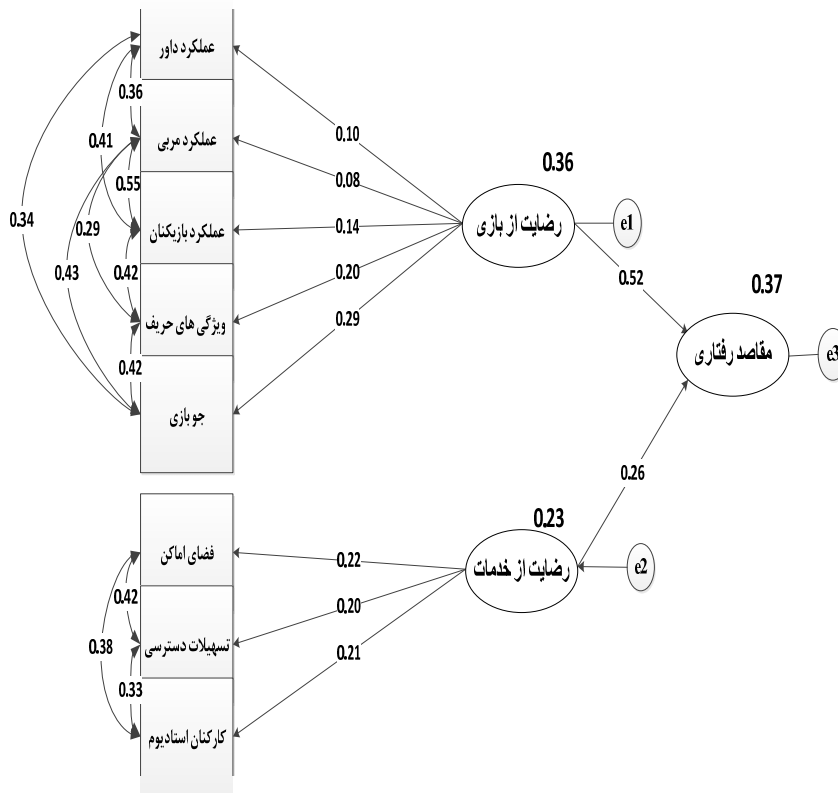 عملکرد داور
0.36
عملکرد مربی
0.41
0.55
عملکرد بازیکنان
0.34
0.29
0.43
0.42
ویژگی های حریف
0.42
جو بازی
0.10
0.08
0.14
0.20
0.29
0.36
رضایت از بازی
e1
0.52
0.37
مقاصد رفتاری
e3
0.26
فضای اماکن
0.42
تسهیلات دسترسی
0.38
0.33
کارکنان استادیوم
0.22
0.20
0.21
0.23
رضایت از خدمات
e2